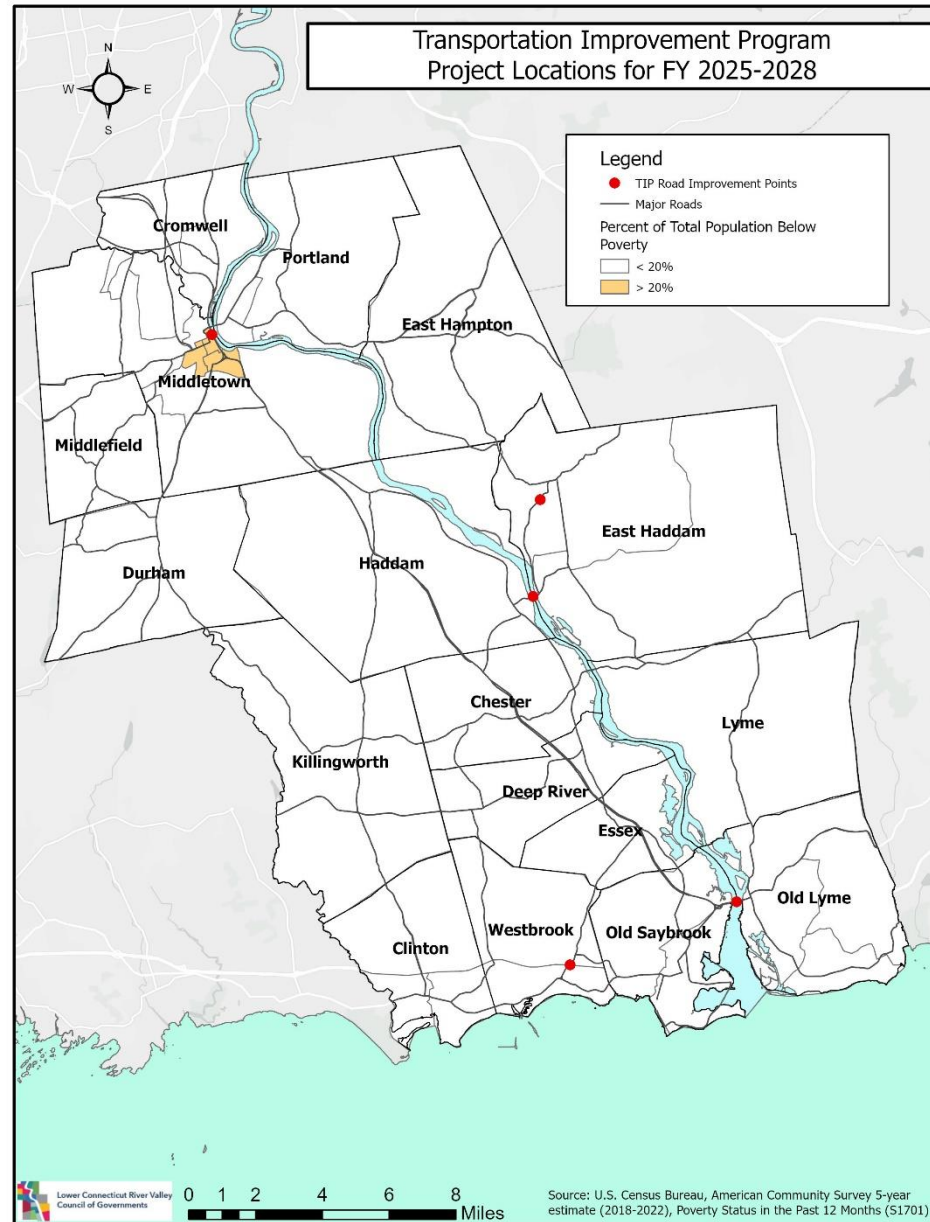 Transportation Improvement Program
Project Locations for FY 2025-2028
N
W E
S
Legend
TIP Road Improvement Points
Major Roads
Percent of Total Population Below
Poverty
< 20%
> 20%
Cromwell
Portland
East Hampton
Middletown
Middlefield
East Haddam
Haddam
Durham
Chester
Lyme
Killingworth
Deep River
Essex
Old Lyme
Westbrook
Old Saybrook
Clinton
Lower Connecticut River Valley
Council of Governments
0 1 2 4 6 8
Miles
Source: U.S. Census Bureau, American Community Survey 5-year
estimate (2018-2022), Poverty Status in the Past 12 Months (S1701)